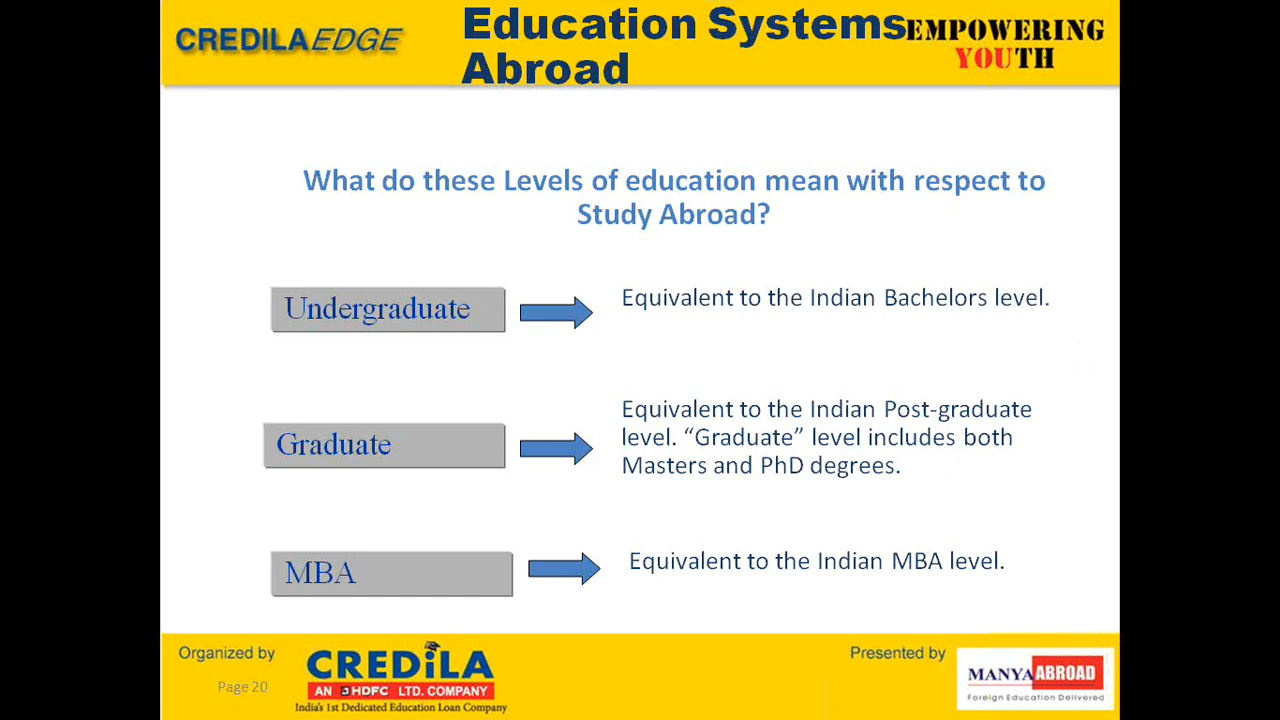 CREDILAEDGE
Education Systems
Abroad
EMPOWERING
YOUTH
What do these Levels of education mean with respect to
Study Abroad?
Undergraduate
Equivalent to the Indian Bachelors level.
Graduate
Equivalent to the Indian Post-graduate
level. “Graduate” level includes both
Masters and PhD degrees.
MBA
Equivalent to the Indian MBA level.
Organized by
Page 20
CREDiLA
AN HDFC LTD. COMPANY
India's 1st Dedicated Education Loan Company
Presented by
MANYA ABROAD
Foreign Education Delivered